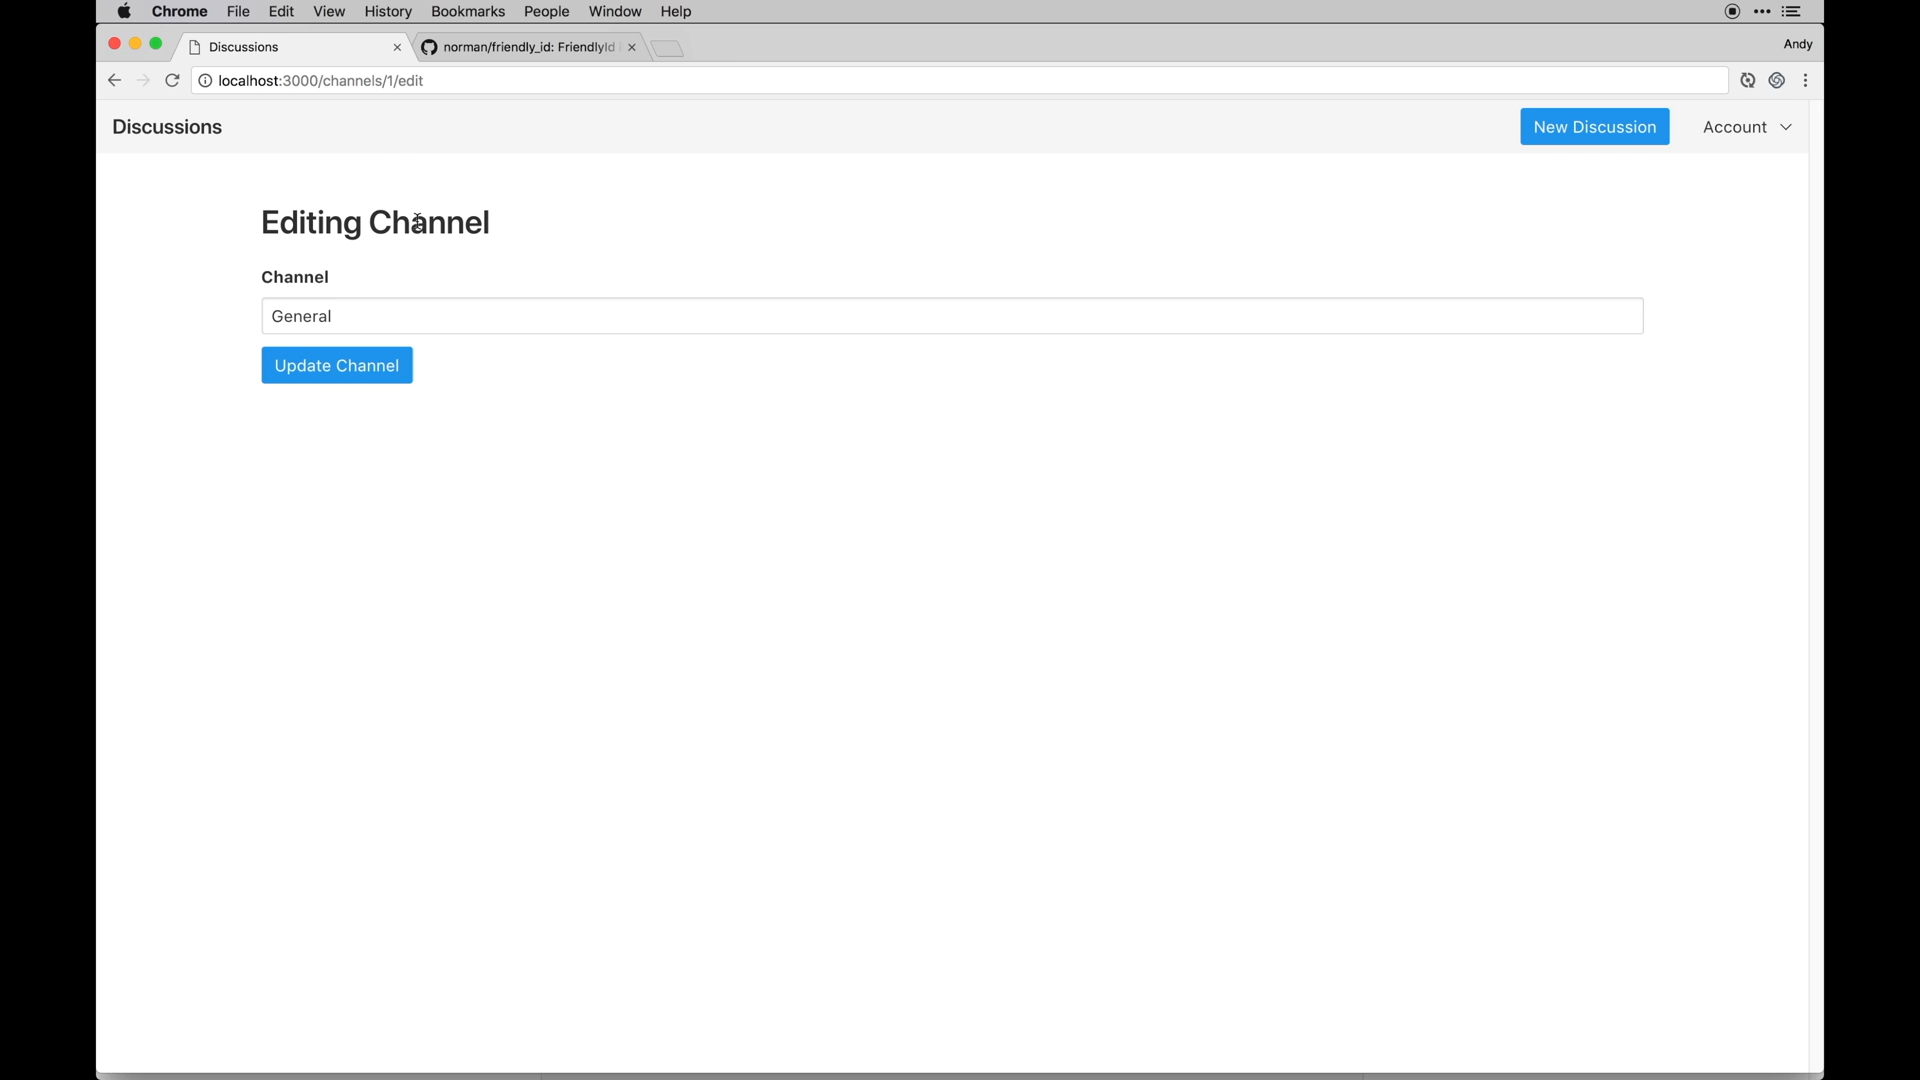 Chrome File Edit View History Bookmarks People Window Help
Discussions
norman/friendly_id: FriendlyId
Andy
localhost:3000/channels/1/edit
Discussions
New Discussion
Account
Editing Channel
Channel
General
Update Channel